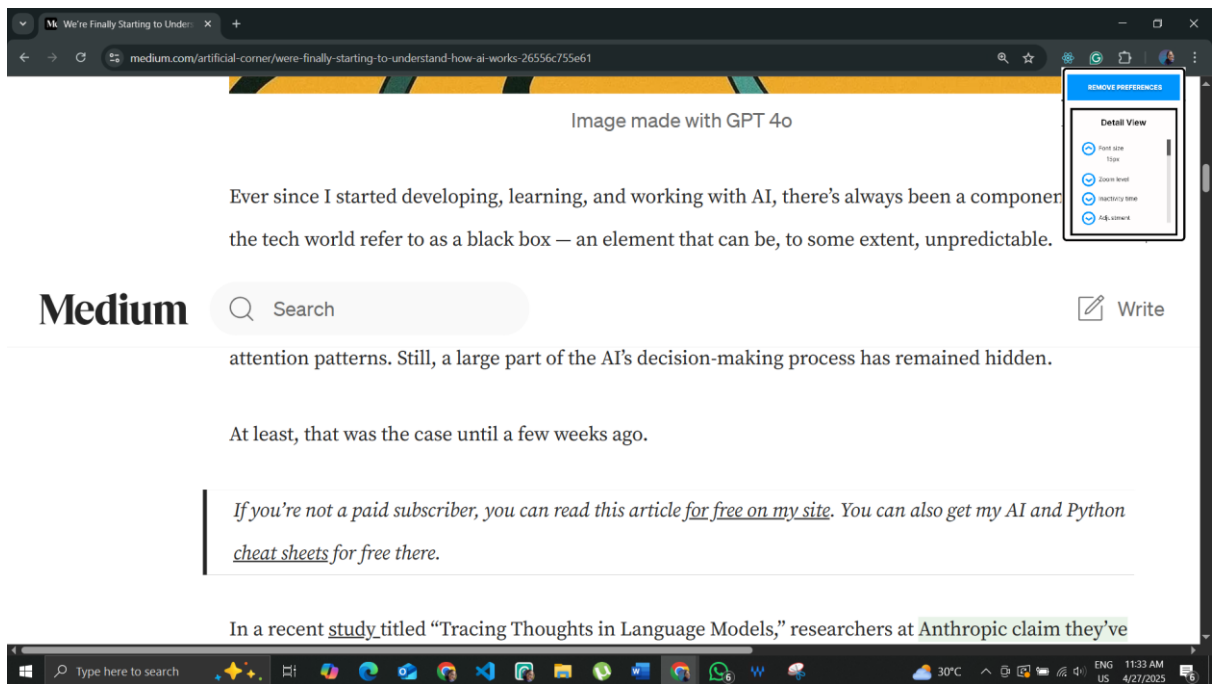 We're Finally Starting to Unders
medium.com/artificial-corner/were-finally-starting-to-understand-how-ai-works-26556c755e61
REMOVE PREFERENCES
Detail View
Font size
15px
Zoom level
Inactivity time
Adjustment
Image made with GPT 4o
Ever since I started developing, learning, and working with AI, there's always been a componen
the tech world refer to as a black box — an element that can be, to some extent, unpredictable.
Medium
Search
Write
attention patterns. Still, a large part of the AI's decision-making process has remained hidden.
At least, that was the case until a few weeks ago.
If you're not a paid subscriber, you can read this article for free on my site. You can also get my AI and Python
cheat sheets for free there.
In a recent study titled “Tracing Thoughts in Language Models,” researchers at Anthropic claim they've
Type here to search
30°C
ENG
US
11:33 AM
4/27/2025